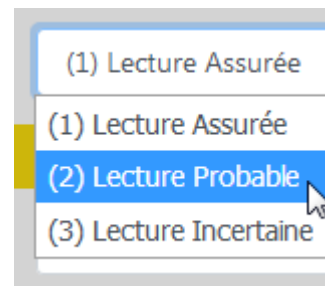 (1) Lecture Assurée
(1) Lecture Assurée
(2) Lecture Probable
(3) Lecture Incertaine